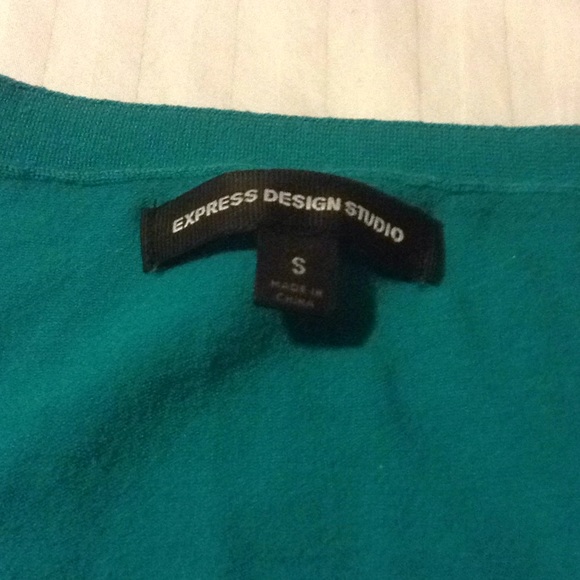 EXPRESS DESIGN STUDIO
S
MADE IN
CHINA